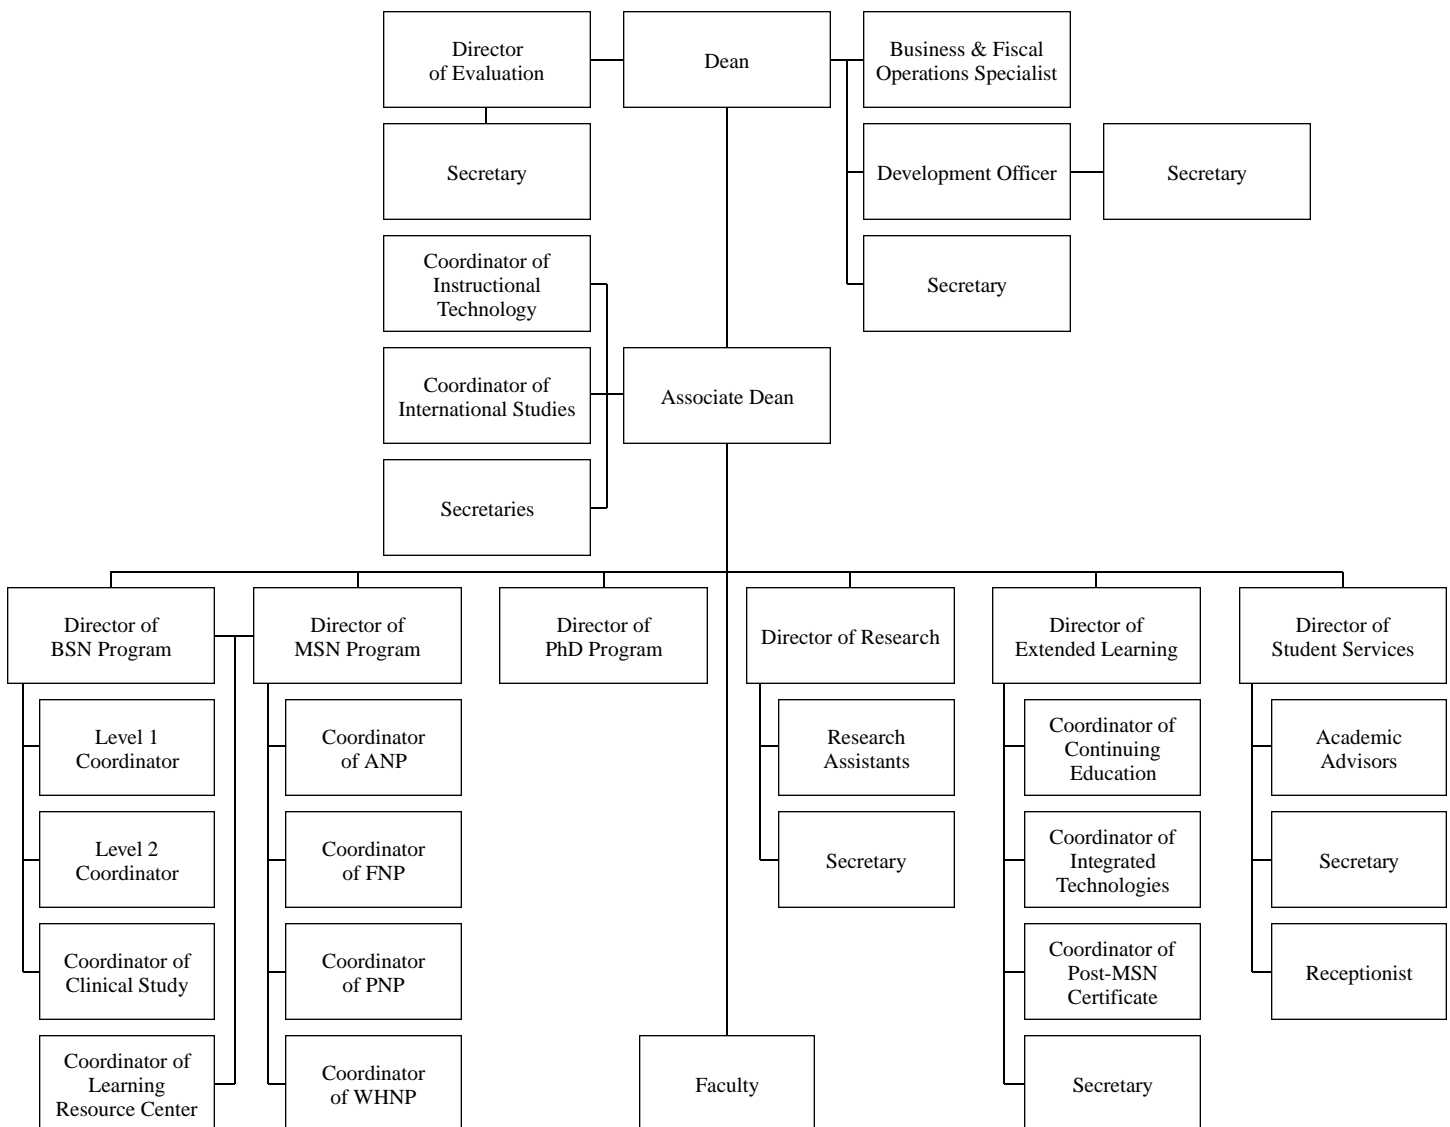 Director
of Evaluation
Dean
Business & Fiscal
Operations Specialist
Secretary
Development Officer
Secretary
Coordinator of
Instructional
Technology
Secretary
Coordinator of
International Studies
Associate Dean
Secretaries
Director of
BSN Program
Director of
MSN Program
Director of
PhD Program
Director of Research
Director of
Extended Learning
Director of
Student Services
Level 1
Coordinator
Coordinator
of ANP
Research
Assistants
Coordinator of
Continuing
Education
Academic
Advisors
Level 2
Coordinator
Coordinator
of FNP
Secretary
Coordinator of
Integrated
Technologies
Secretary
Coordinator of
Clinical Study
Coordinator
of PNP
Coordinator of
Post-MSN
Certificate
Receptionist
Coordinator of
Learning
Resource Center
Coordinator
of WHNP
Faculty
Secretary